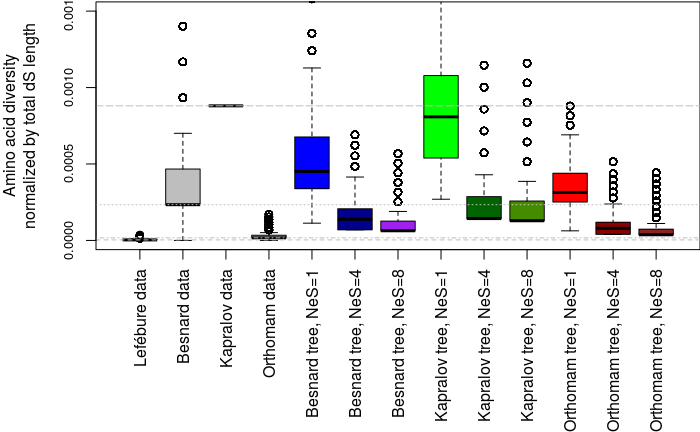 Amino acid diversity
normalized by total dS length
0.001
0.0010
0.0005
0.0000
Lefébure data
Besnard data
Kapralov data
Orthomam data
Besnard tree, NeS=1
Besnard tree, NeS=4
Besnard tree, NeS=8
Kapralov tree, NeS=1
Kapralov tree, NeS=4
Kapralov tree, NeS=8
Orthomam tree, NeS=1
Orthomam tree, NeS=4
Orthomam tree, NeS=8